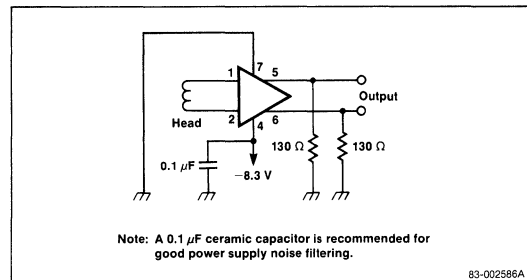 7
1
5
Output
2
6
Head
4
130 Ω
130 Ω
0.1 μF
−8.3 V
Note: A 0.1 μF ceramic capacitor is recommended for
good power supply noise filtering.
83-002586A